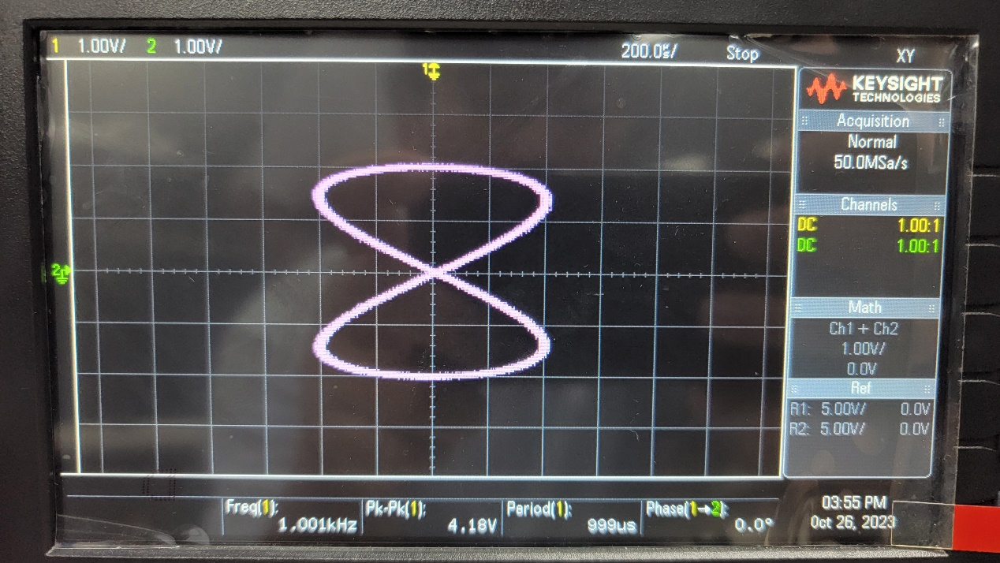 1 1.00V/ 2 1.00V/ 200.0us/ Stop XY
1
KEYSIGHT
TECHNOLOGIES
Acquisition
Normal
50.0MSa/s
Channels
DC 1.00:1
DC 1.00:1
2
Math
Ch1 + Ch2
1.00V/
0.0V
Ref
R1: 5.00V/ 0.0V
R2: 5.00V/ 0.0V
Freq(1): Pk-Pk(1): Period(1): Phase(1→2):
1.001kHz 4.18V 999us 0.0°
03:55 PM
Oct 26, 2023